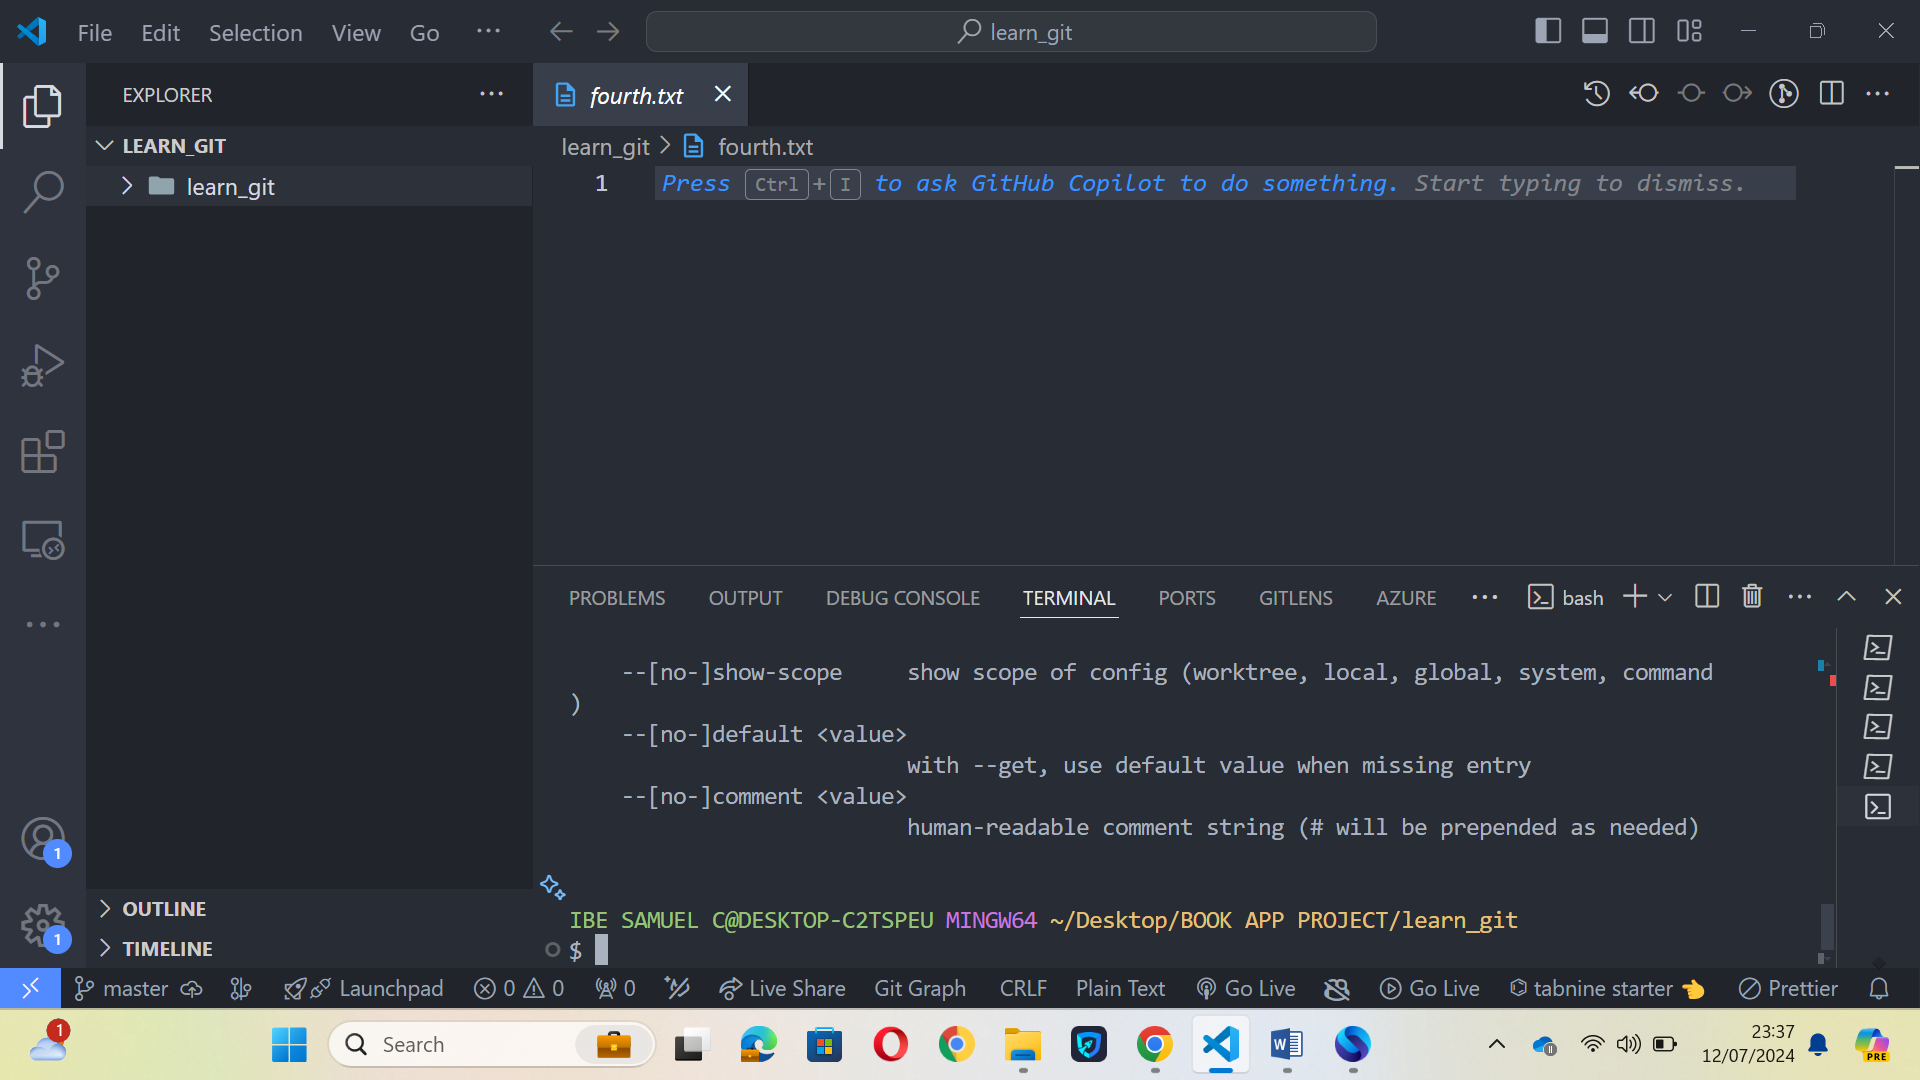 File Edit Selection View Go ··· learn_git
EXPLORER ···
LEARN_GIT
learn_git
fourth.txt
learn_git > fourth.txt
1 Press Ctrl + I to ask GitHub Copilot to do something. Start typing to dismiss.
PROBLEMS OUTPUT DEBUG CONSOLE TERMINAL PORTS GITLENS AZURE ··· bash
--[no-]show-scope show scope of config (worktree, local, global, system, command
)
--[no-]default <value>
with --get, use default value when missing entry
--[no-]comment <value>
human-readable comment string (# will be prepended as needed)
IBE SAMUEL C@DESKTOP-C2TSPEU MINGW64 ~/Desktop/BOOK APP PROJECT/learn_git
$
1
1
OUTLINE
TIMELINE
master Launchpad 0 0 0 Live Share Git Graph CRLF Plain Text Go Live Go Live tabnine starter Prettier
1
Search
W
PRE
23:37
12/07/2024